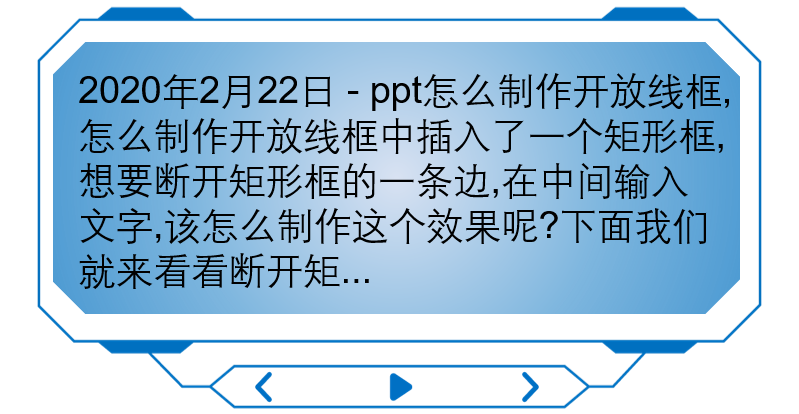 2020年2月22日 - ppt怎么制作开放线框,
怎么制作开放线框中插入了一个矩形框,
想要断开矩形框的一条边,在中间输入
文字,该怎么制作这个效果呢?下面我们
就来看看断开矩...